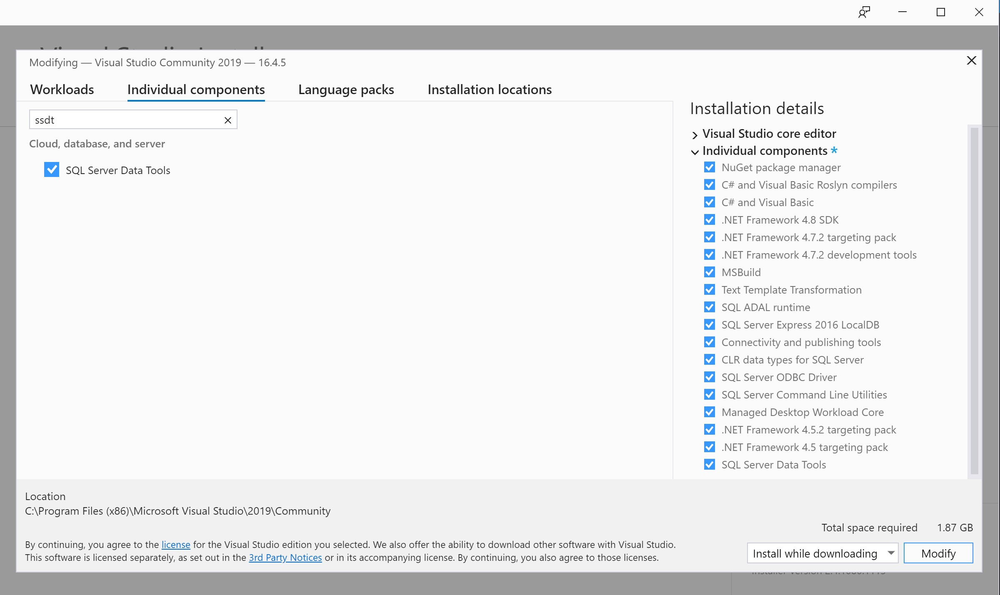 Modifying — Visual Studio Community 2019 — 16.4.5
Workloads
Individual components
Language packs
Installation locations
ssdt
Cloud, database, and server
SQL Server Data Tools
Installation details
Visual Studio core editor
Individual components *
NuGet package manager
C# and Visual Basic Roslyn compilers
C# and Visual Basic
.NET Framework 4.8 SDK
.NET Framework 4.7.2 targeting pack
.NET Framework 4.7.2 development tools
MSBuild
Text Template Transformation
SQL ADAL runtime
SQL Server Express 2016 LocalDB
Connectivity and publishing tools
CLR data types for SQL Server
SQL Server ODBC Driver
SQL Server Command Line Utilities
Managed Desktop Workload Core
.NET Framework 4.5.2 targeting pack
.NET Framework 4.5 targeting pack
SQL Server Data Tools
Location
C:\Program Files (x86)\Microsoft Visual Studio\2019\Community
Total space required 1.87 GB
By continuing, you agree to the license for the Visual Studio edition you selected. We also offer the ability to download other software with Visual Studio.
This software is licensed separately, as set out in the 3rd Party Notices or in its accompanying license. By continuing, you also agree to those licenses.
Install while downloading
Modify